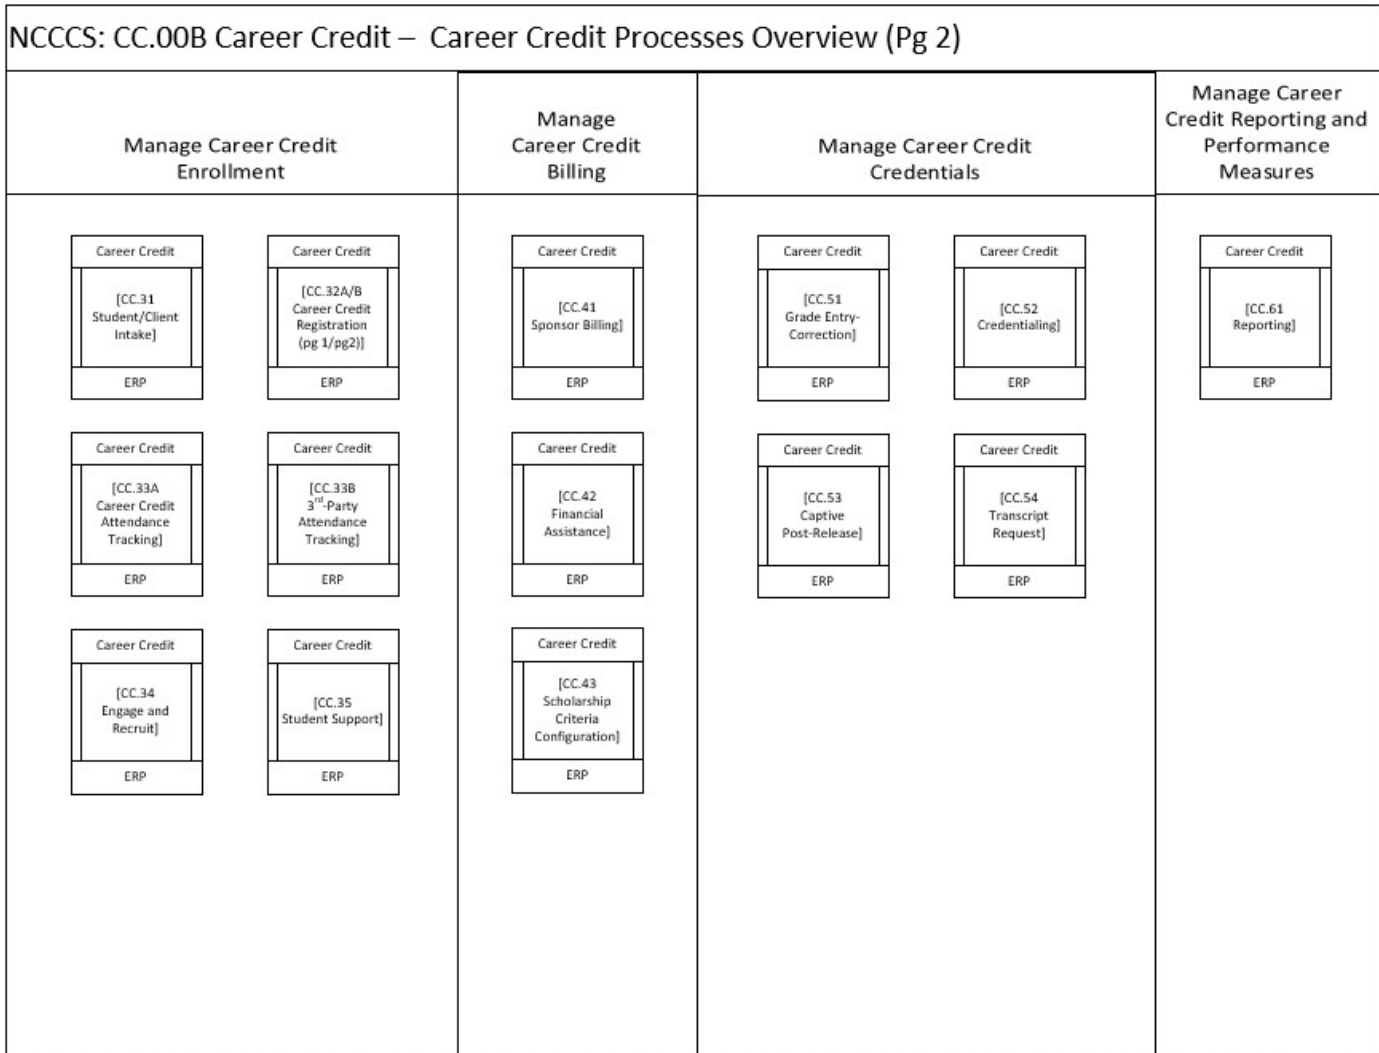 NCCCS: CC.00B Career Credit – Career Credit Processes Overview (Pg 2)
Manage Career Credit
Enrollment
Manage
Career Credit
Billing
Manage Career Credit
Credentials
Manage Career
Credit Reporting and
Performance
Measures
Career Credit
[CC.31
Student/Client
Intake]
ERP
Career Credit
[CC.32A/B
Career Credit
Registration
(pg 1/pg2)]
ERP
Career Credit
[CC.41
Sponsor Billing]
ERP
Career Credit
[CC.51
Grade Entry-
Correction]
ERP
Career Credit
[CC.52
Credentialing]
ERP
Career Credit
[CC.61
Reporting]
ERP
Career Credit
[CC.33A
Career Credit
Attendance
Tracking]
ERP
Career Credit
[CC.33B
3rd-Party
Attendance
Tracking]
ERP
Career Credit
[CC.42
Financial
Assistance]
ERP
Career Credit
[CC.53
Captive
Post-Release]
ERP
Career Credit
[CC.54
Transcript
Request]
ERP
Career Credit
[CC.34
Engage and
Recruit]
ERP
Career Credit
[CC.35
Student Support]
ERP
Career Credit
[CC.43
Scholarship
Criteria
Configuration]
ERP